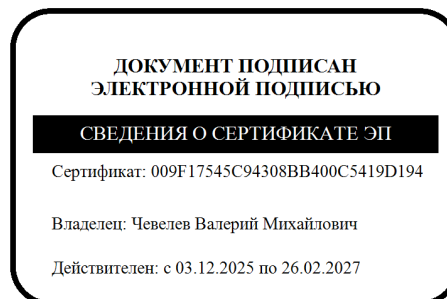 ДОКУМЕНТ ПОДПИСАН
ЭЛЕКТРОННОЙ ПОДПИСЬЮ
СВЕДЕНИЯ О СЕРТИФИКАТЕ ЭП
Сертификат: 009F17545C94308BB400C5419D194
Владелец: Чевелев Валерий Михайлович
Действителен: с 03.12.2025 по 26.02.2027